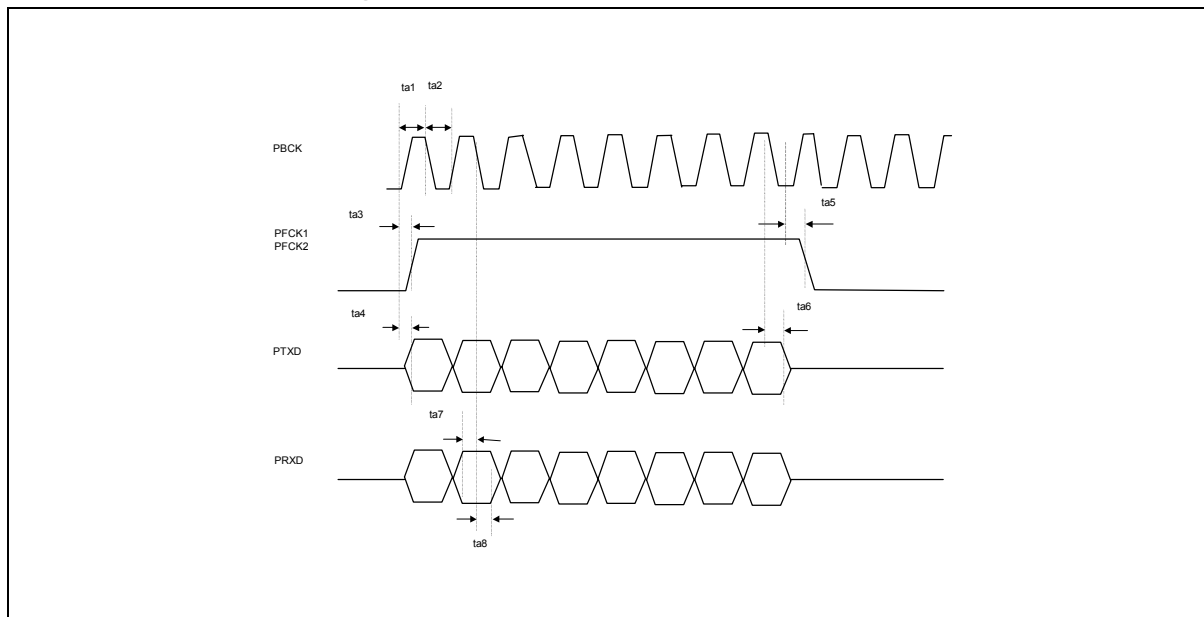 ta1
ta2
PBCK
ta5
ta3
PFCK1
PFCK2
ta6
ta4
PTXD
ta7
PRXD
ta8